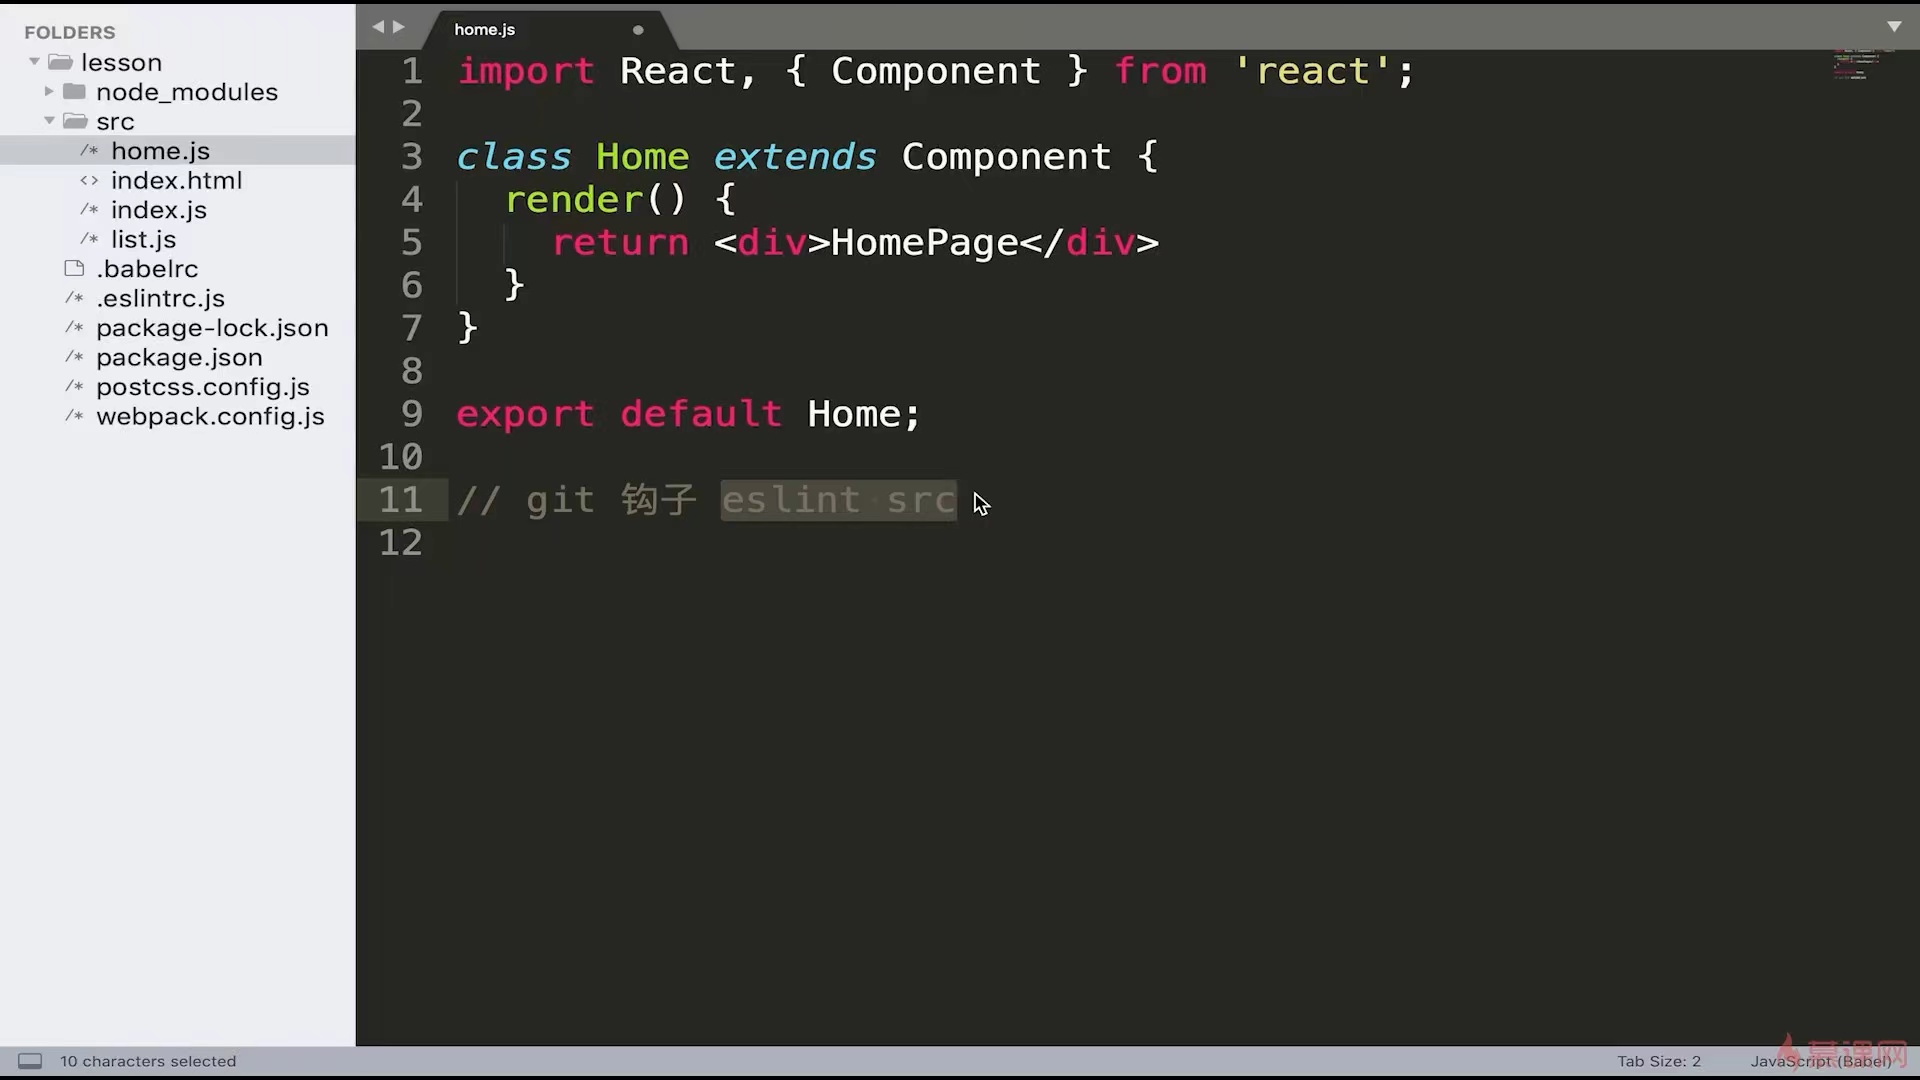 FOLDERS
lesson
node_modules
src
/* home.js
<> index.html
/* index.js
/* list.js
.babelrc
/* .eslintrc.js
/* package-lock.json
/* package.json
/* postcss.config.js
/* webpack.config.js
home.js
1 import React, { Component } from 'react';
2
3 class Home extends Component {
4 render() {
5 return <div>HomePage</div>
6 }
7 }
8
9 export default Home;
10
11 // git 钩子 eslint src
12
10 characters selected
Tab Size: 2
JavaScript (Babel)
慕课网